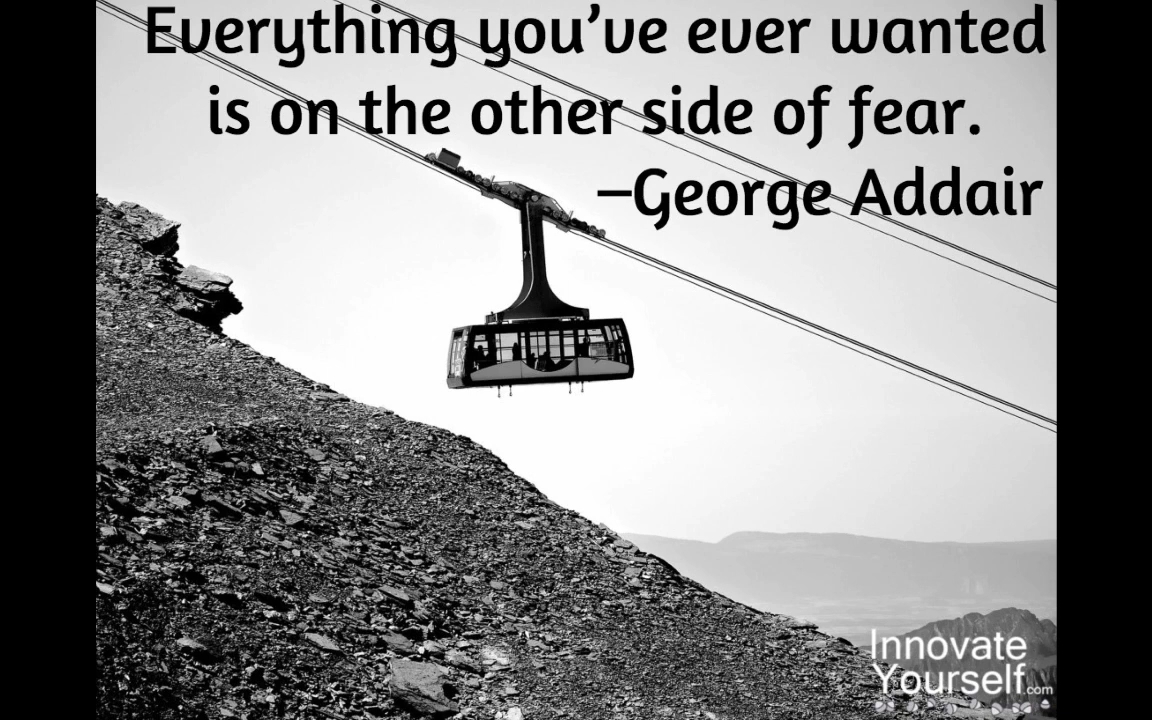 Everything you've ever wanted
is on the other side of fear.
–George Addair
Innovate
Yourself.com